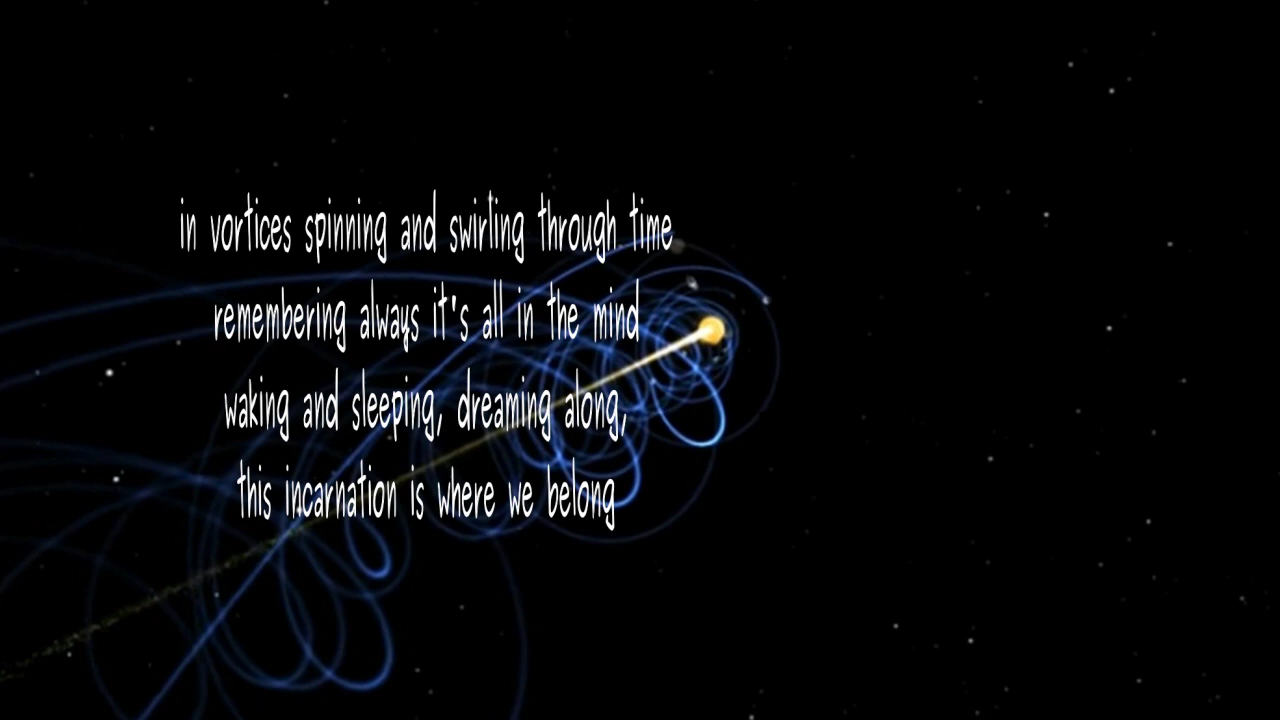 in vortices spinning and swirling through time
remembering always it's all in the mind
waking and sleeping, dreaming along,
this incarnation is where we belong